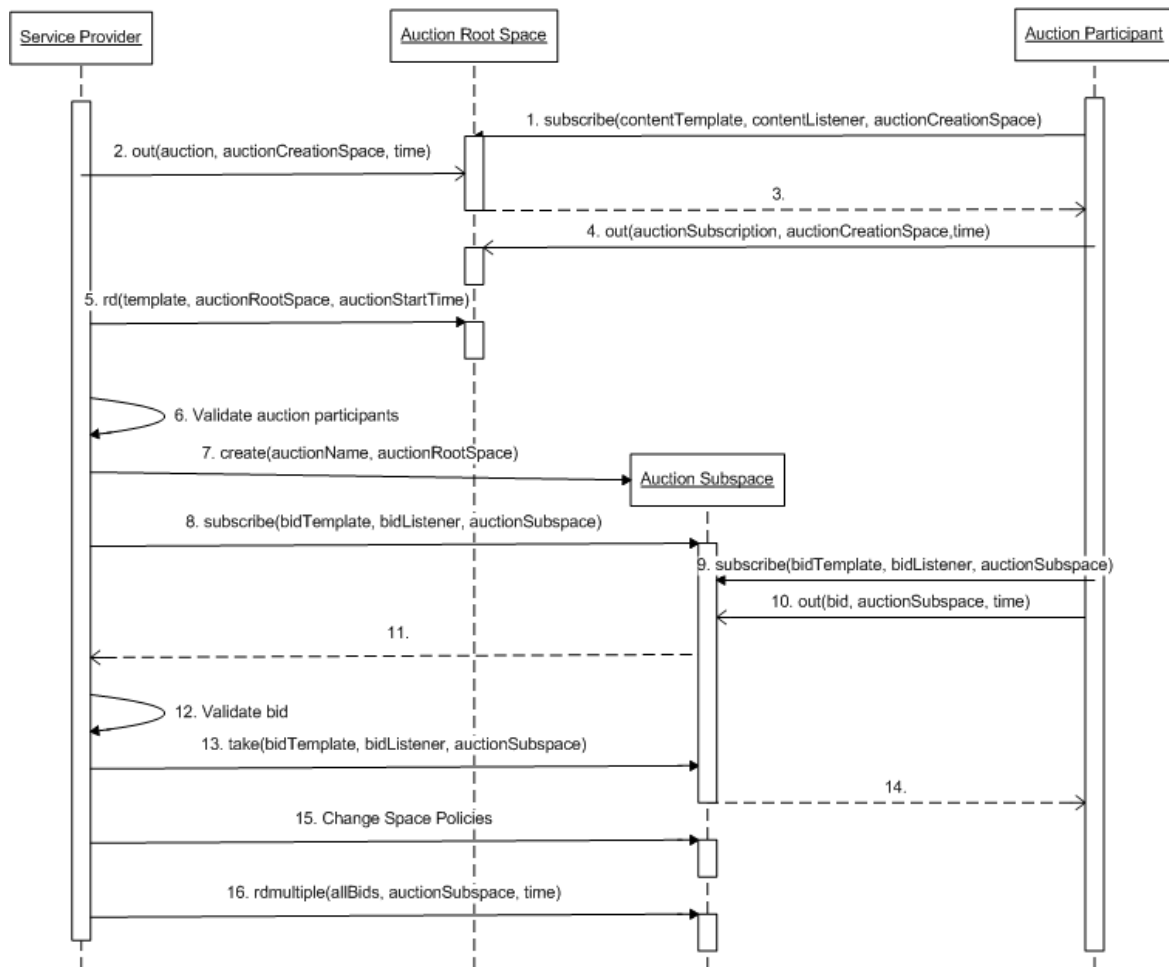 Service Provider
Auction Root Space
Auction Participant
1. subscribe(contentTemplate, contentListener, auctionCreationSpace)
2. out(auction, auctionCreationSpace, time)
3.
4. out(auctionSubscription, auctionCreationSpace,time)
5. rd(template, auctionRootSpace, auctionStartTime)
6. Validate auction participants
7. create(auctionName, auctionRootSpace)
Auction Subspace
8. subscribe(bidTemplate, bidListener, auctionSubspace)
9. subscribe(bidTemplate, bidListener, auctionSubspace)
10. out(bid, auctionSubspace, time)
11.
12. Validate bid
13. take(bidTemplate, bidListener, auctionSubspace)
14.
15. Change Space Policies
16. rdmultiple(allBids, auctionSubspace, time)